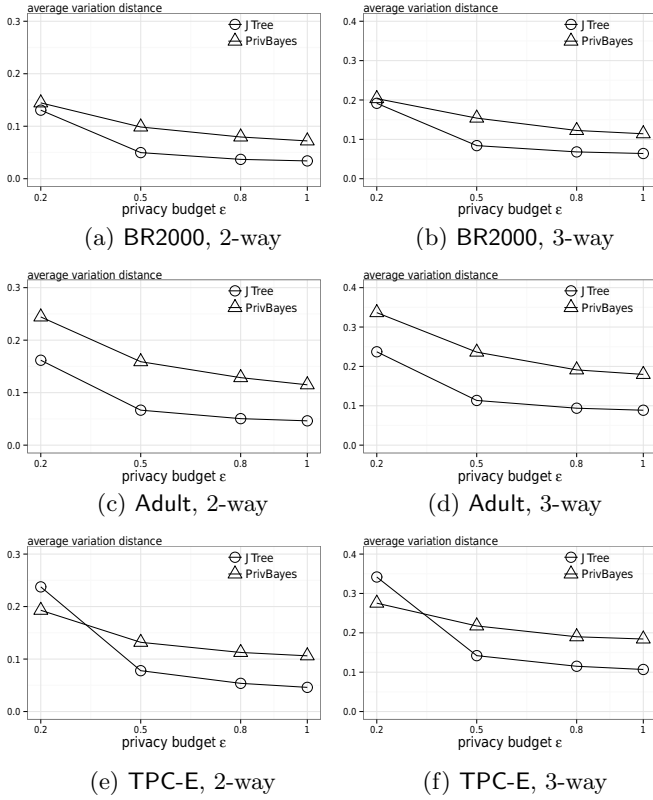 average variation distance
0.3
J Tree
PrivBayes
0.2
0.1
0.0
0.2 0.5 0.8 1
privacy budget ε
(a) BR2000, 2-way
average variation distance
0.4
J Tree
PrivBayes
0.3
0.2
0.1
0.0
0.2 0.5 0.8 1
privacy budget ε
(b) BR2000, 3-way
average variation distance
0.3
J Tree
PrivBayes
0.2
0.1
0.0
0.2 0.5 0.8 1
privacy budget ε
(c) Adult, 2-way
average variation distance
0.4
J Tree
PrivBayes
0.3
0.2
0.1
0.0
0.2 0.5 0.8 1
privacy budget ε
(d) Adult, 3-way
average variation distance
0.3
J Tree
PrivBayes
0.2
0.1
0.0
0.2 0.5 0.8 1
privacy budget ε
(e) TPC-E, 2-way
average variation distance
0.4
J Tree
PrivBayes
0.3
0.2
0.1
0.0
0.2 0.5 0.8 1
privacy budget ε
(f) TPC-E, 3-way